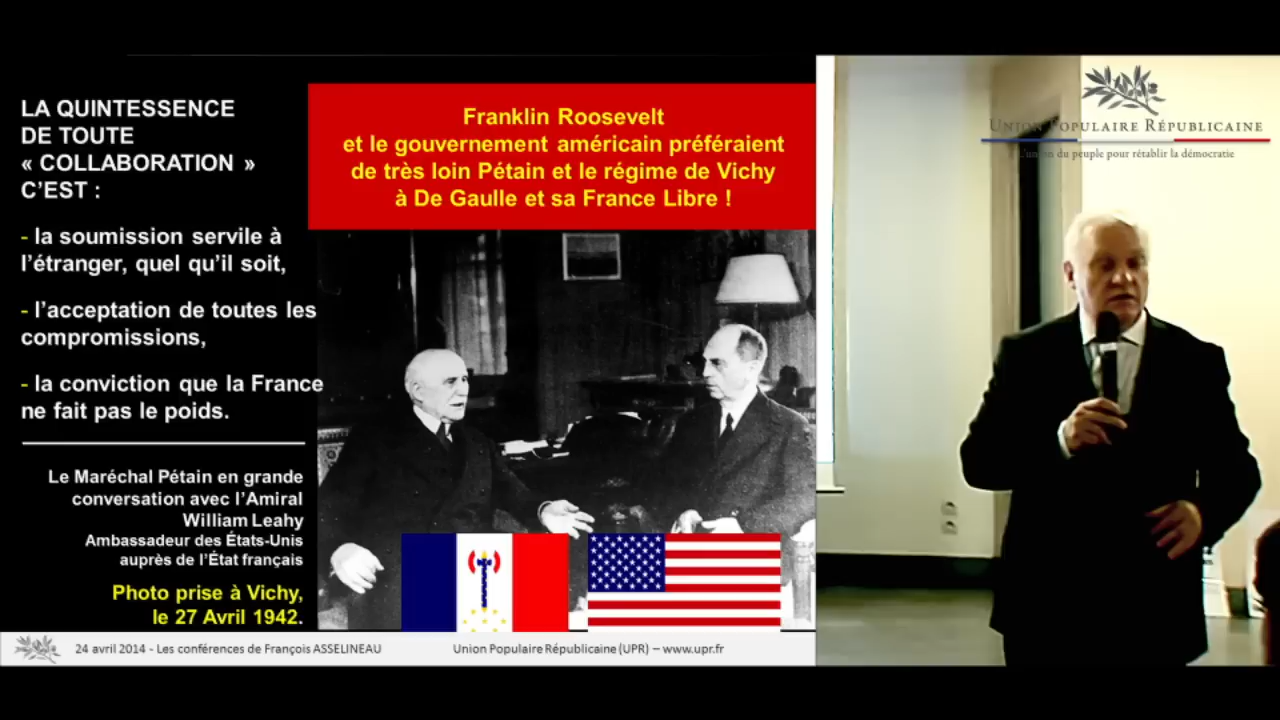 LA QUINTESSENCE
DE TOUTE
« COLLABORATION »
C’EST :
- la soumission servile à
l’étranger, quel qu’il soit,
- l’acceptation de toutes les
compromissions,
- la conviction que la France
ne fait pas le poids.
Le Maréchal Pétain en grande
conversation avec l’Amiral
William Leahy
Ambassadeur des États-Unis
auprès de l’État français
Photo prise à Vichy,
le 27 Avril 1942.
Franklin Roosevelt
et le gouvernement américain préféraient
de très loin Pétain et le régime de Vichy
à De Gaulle et sa France Libre !
24 avril 2014 - Les conférences de François ASSELINEAU
Union Populaire Républicaine (UPR) – www.upr.fr
UNION POPULAIRE RÉPUBLICAINE
L’union du peuple pour rétablir la démocratie